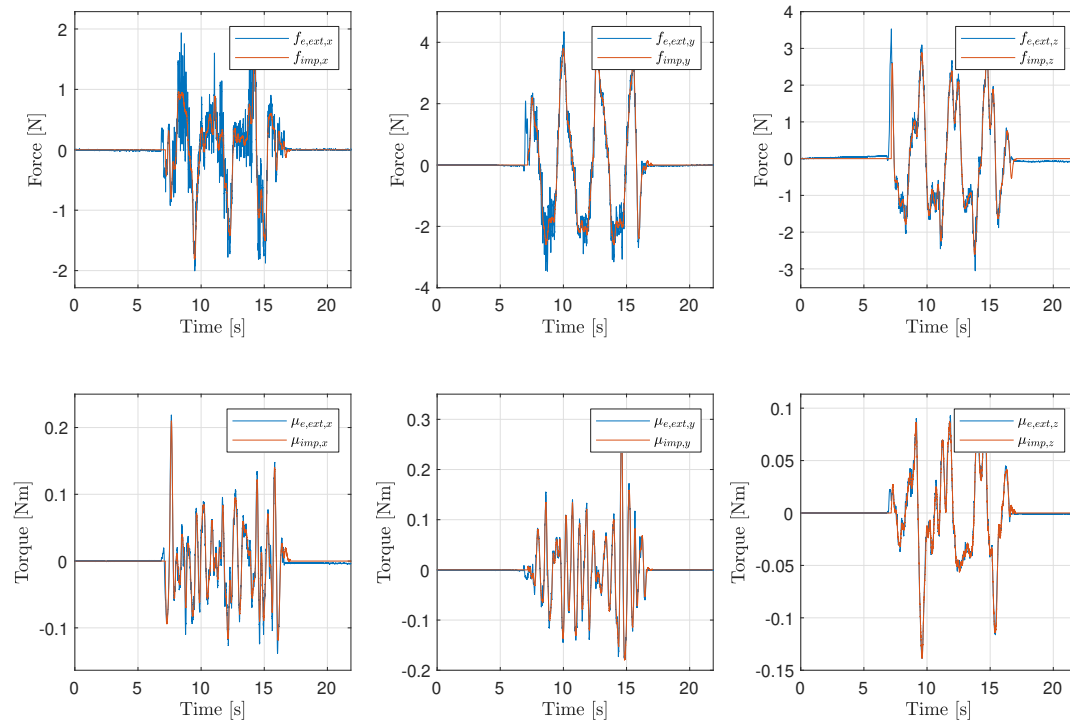 2
1
0
-1
-2
Force [N]
0 5 10 15 20
Time [s]
f_{e,ext,x}
f_{imp,x}
4
2
0
-2
-4
Force [N]
0 5 10 15 20
Time [s]
f_{e,ext,y}
f_{imp,y}
4
3
2
1
0
-1
-2
-3
Force [N]
0 5 10 15 20
Time [s]
f_{e,ext,z}
f_{imp,z}
0.2
0.1
0
-0.1
Torque [Nm]
0 5 10 15 20
Time [s]
μ_{e,ext,x}
μ_{imp,x}
0.3
0.2
0.1
0
-0.1
-0.2
Torque [Nm]
0 5 10 15 20
Time [s]
μ_{e,ext,y}
μ_{imp,y}
0.1
0.05
0
-0.05
-0.1
-0.15
Torque [Nm]
0 5 10 15 20
Time [s]
μ_{e,ext,z}
μ_{imp,z}